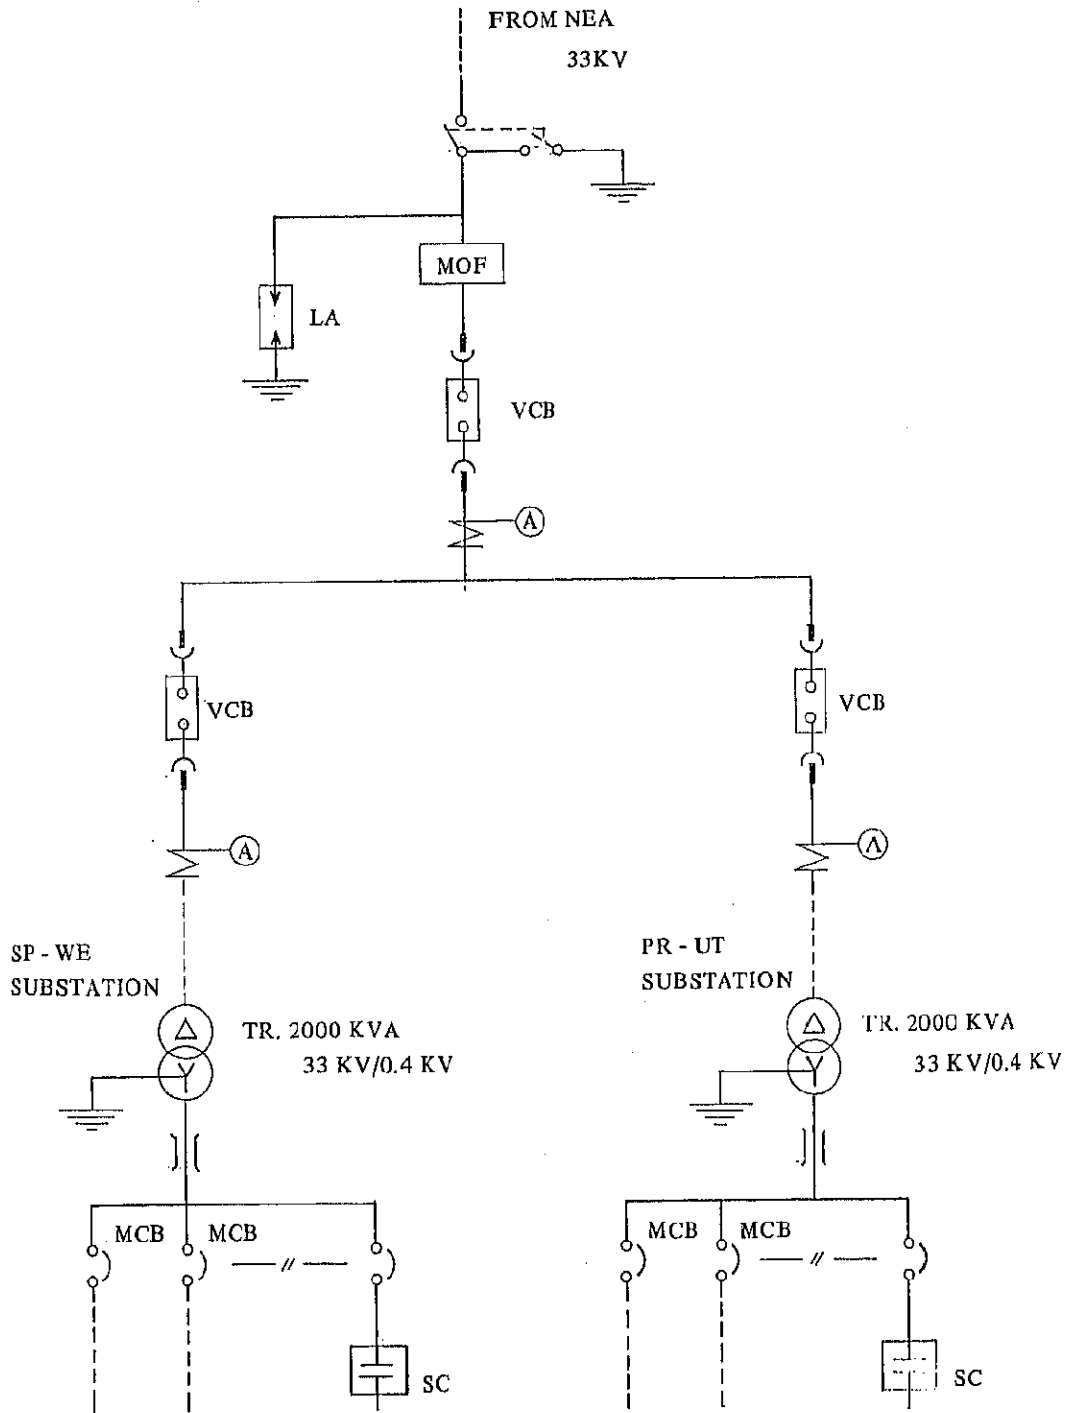 FROM NEA
33KV
MOF
LA
VCB
A
VCB
VCB
A
A
SP - WE
SUBSTATION
PR - UT
SUBSTATION
TR. 2000 KVA
33 KV/0.4 KV
TR. 2000 KVA
33 KV/0.4 KV
MCB
MCB
MCB
MCB
SC
SC